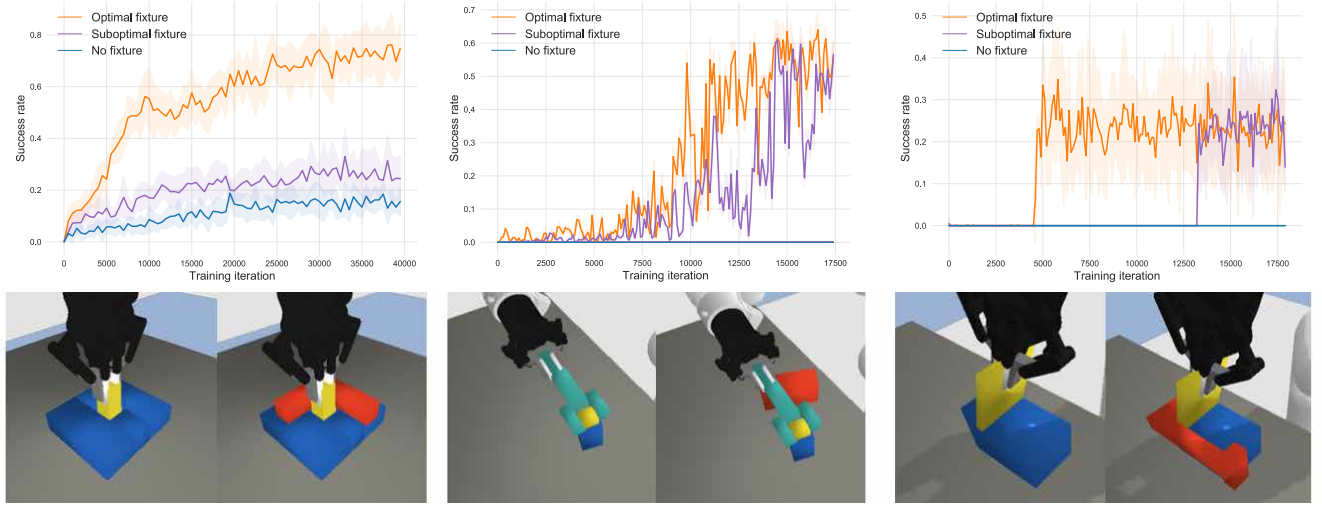 Optimal fixture
Suboptimal fixture
No fixture
Success rate
0.8
0.6
0.4
0.2
0.0
0 5000 10000 15000 20000 25000 30000 35000 40000
Training iteration
Optimal fixture
Suboptimal fixture
No fixture
Success rate
0.7
0.6
0.5
0.4
0.3
0.2
0.1
0.0
0 2500 5000 7500 10000 12500 15000 17500
Training iteration
Optimal fixture
Suboptimal fixture
No fixture
Success rate
0.5
0.4
0.3
0.2
0.1
0.0
0 2500 5000 7500 10000 12500 15000 17500
Training iteration